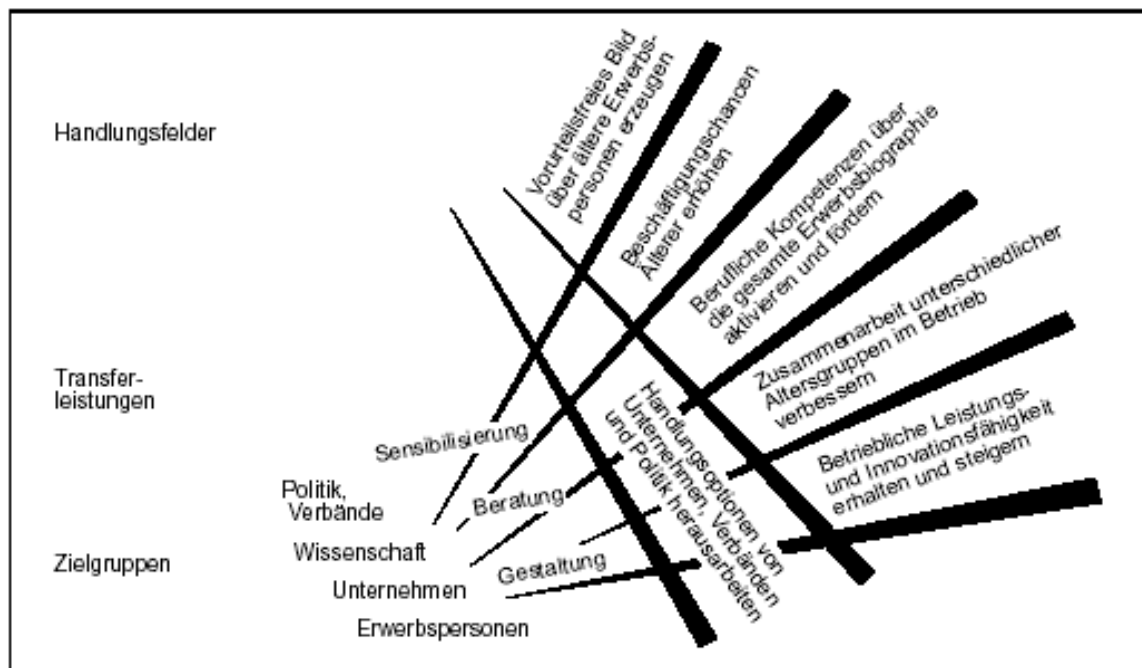 Handlungsfelder
Vorurteilsfreies Bild
über ältere Erwerbs-
personen erzeugen
Beschäftigungschancen
Älterer erhöhen
Berufliche Kompetenzen über
die gesamte Erwerbsbiographie
aktivieren und fördern
Zusammenarbeit unterschiedlicher
Altersgruppen im Betrieb
verbessern
Betriebliche Leistungs-
und Innovationsfähigkeit
erhalten und steigern
Handlungsoptionen von
Unternehmen, Verbänden
und Politik herausarbeiten
Transfer-
leistungen
Sensibilisierung
Beratung
Gestaltung
Zielgruppen
Politik,
Verbände
Wissenschaft
Unternehmen
Erwerbspersonen